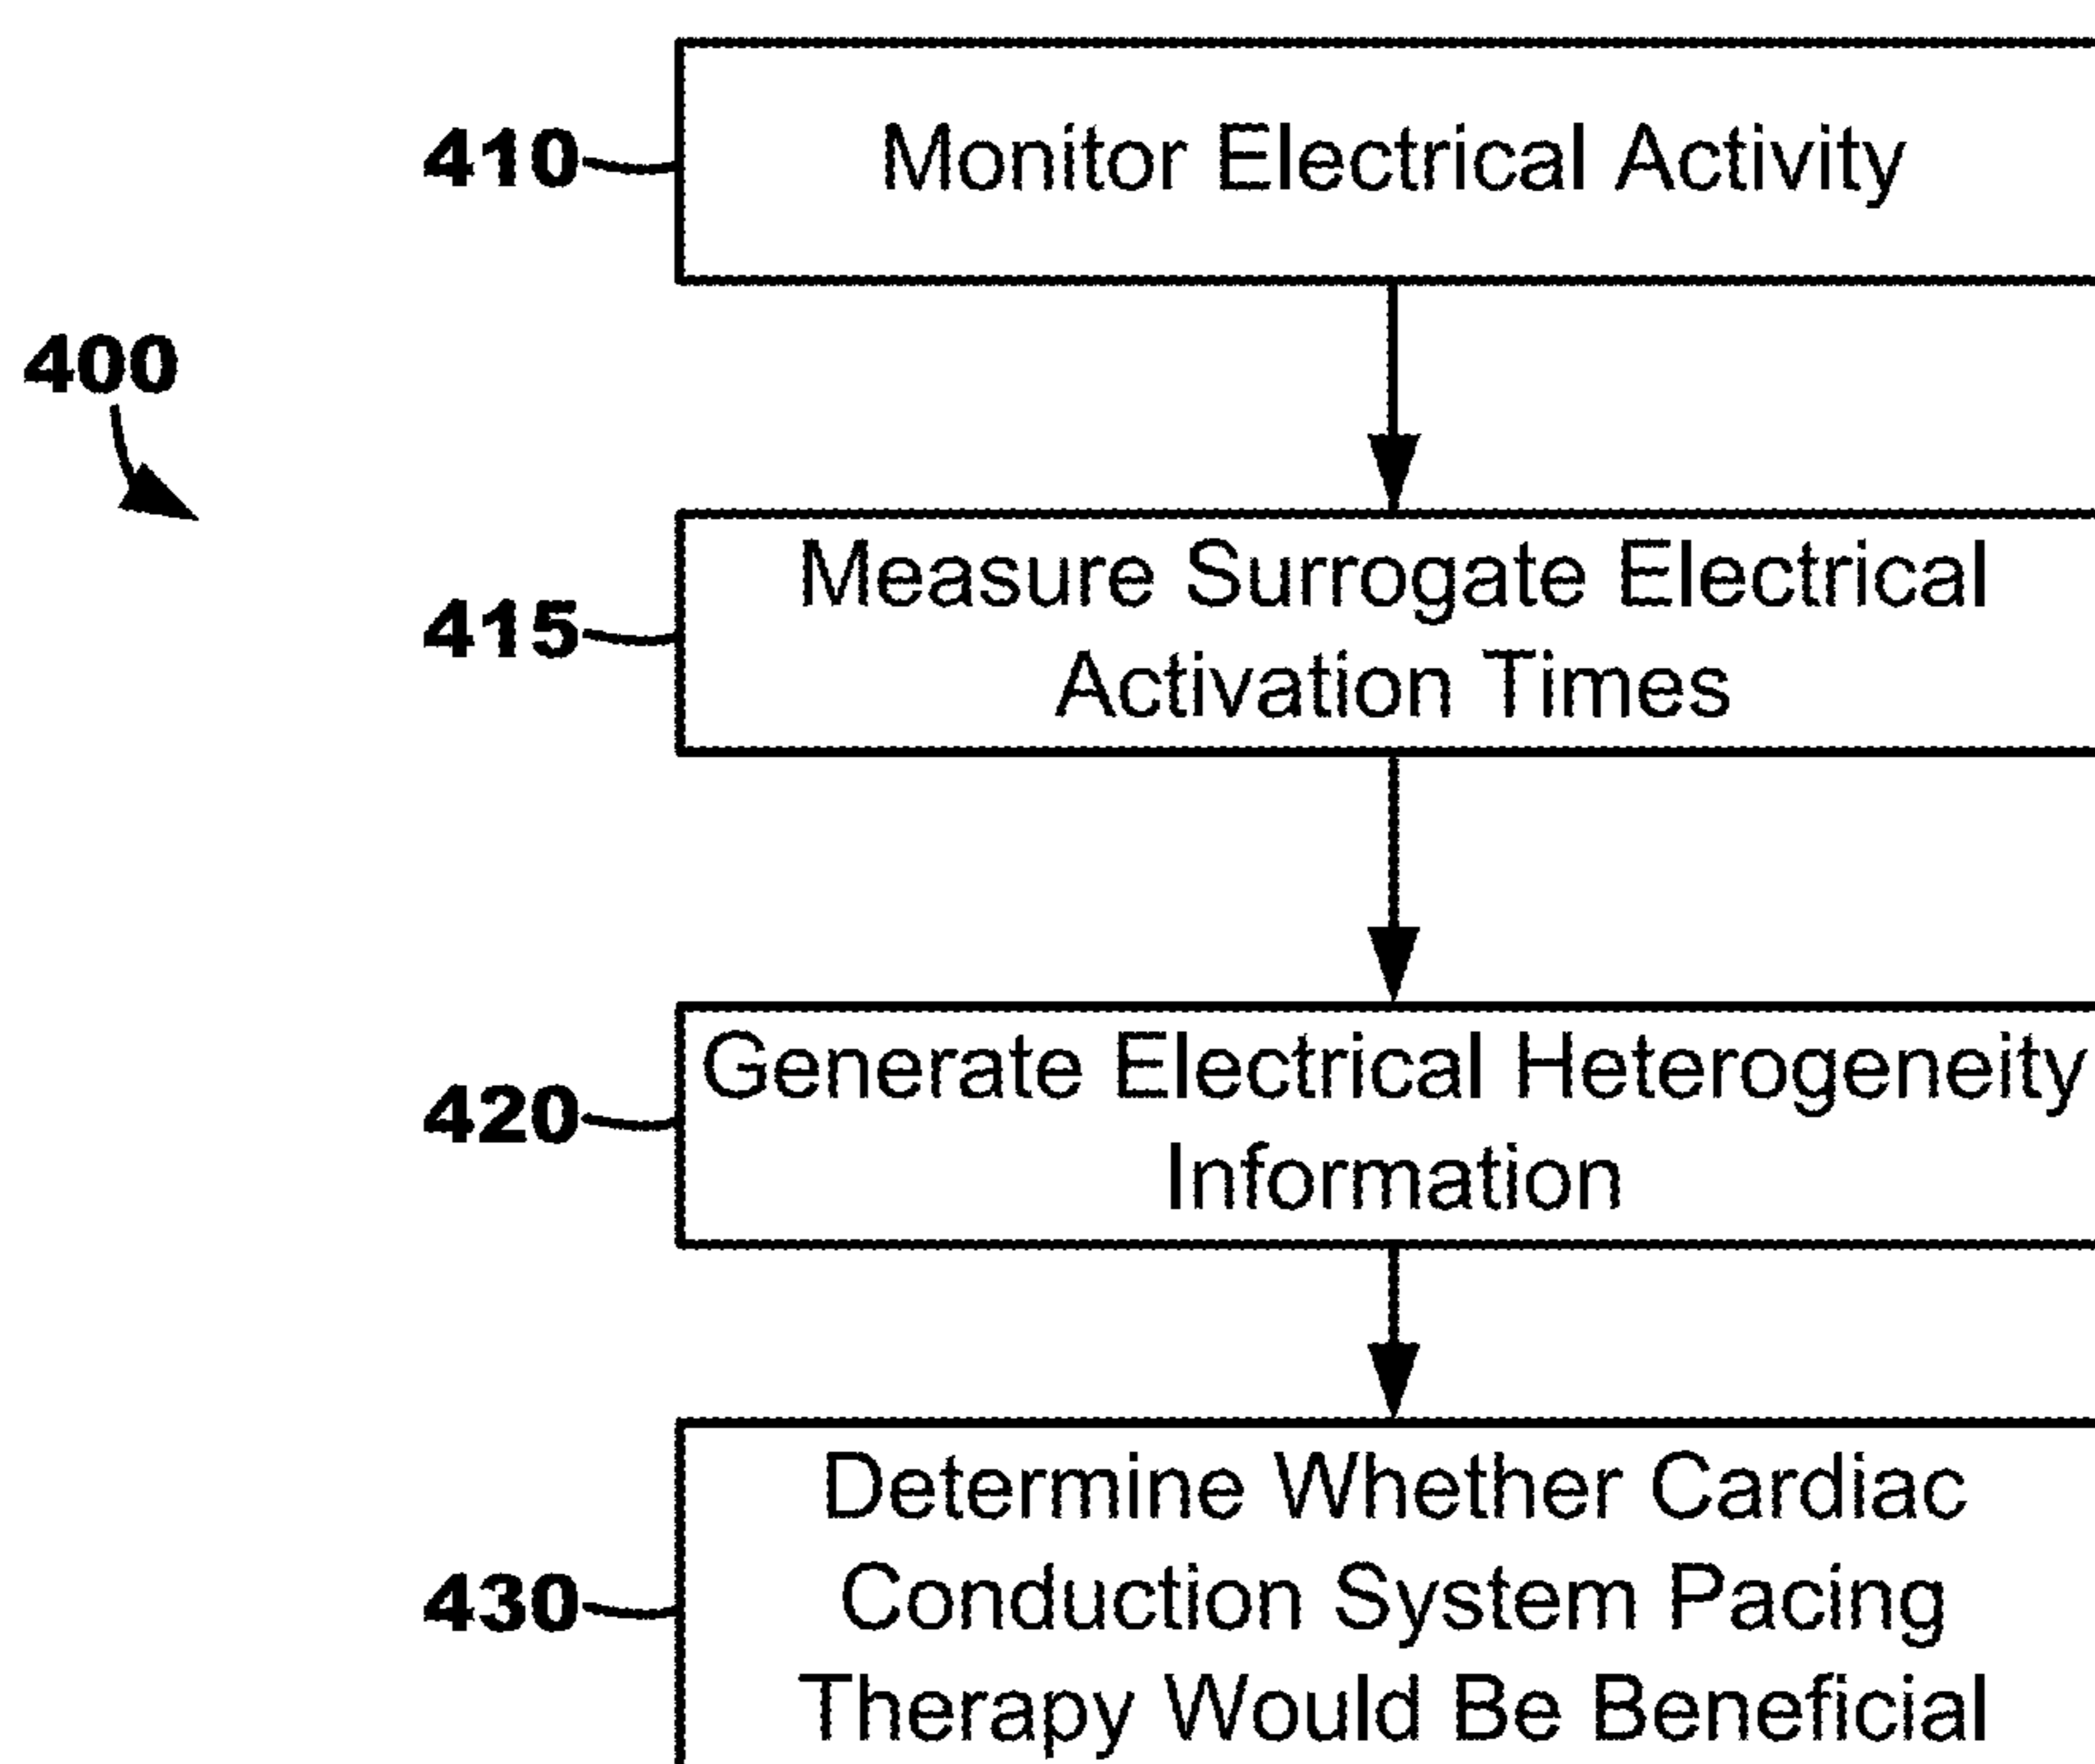 410
Monitor Electrical Activity
400
415
Measure Surrogate Electrical
Activation Times
420
Generate Electrical Heterogeneity
Information
430
Determine Whether Cardiac
Conduction System Pacing
Therapy Would Be Beneficial